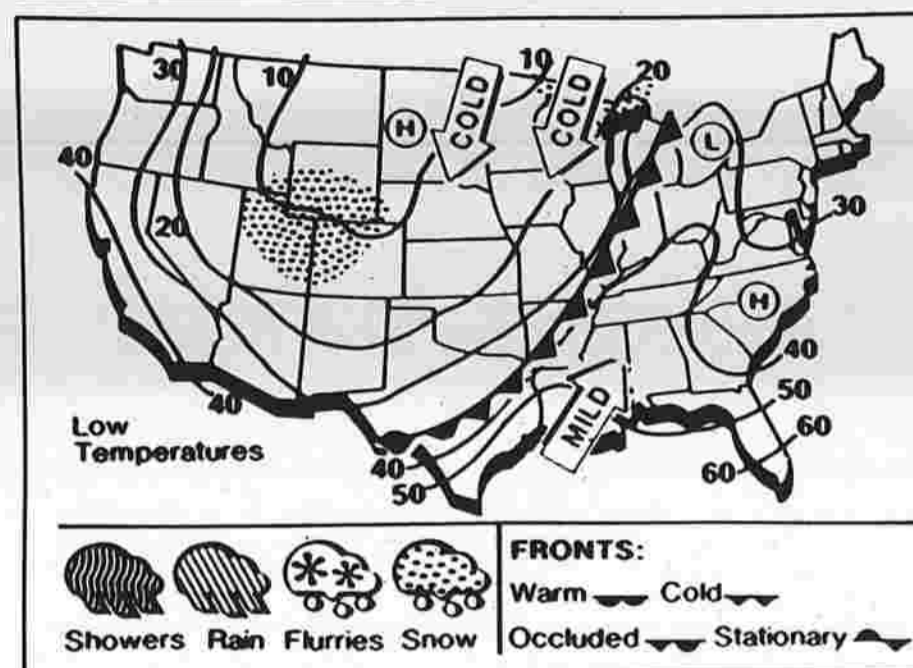 10
20
30
10
H
COLD
COLD
L
40
20
30
H
40
MILD
50
40
60
60
40
50
Low
Temperatures
Showers Rain Flurries Snow
FRONTS:
Warm Cold
Occluded Stationary